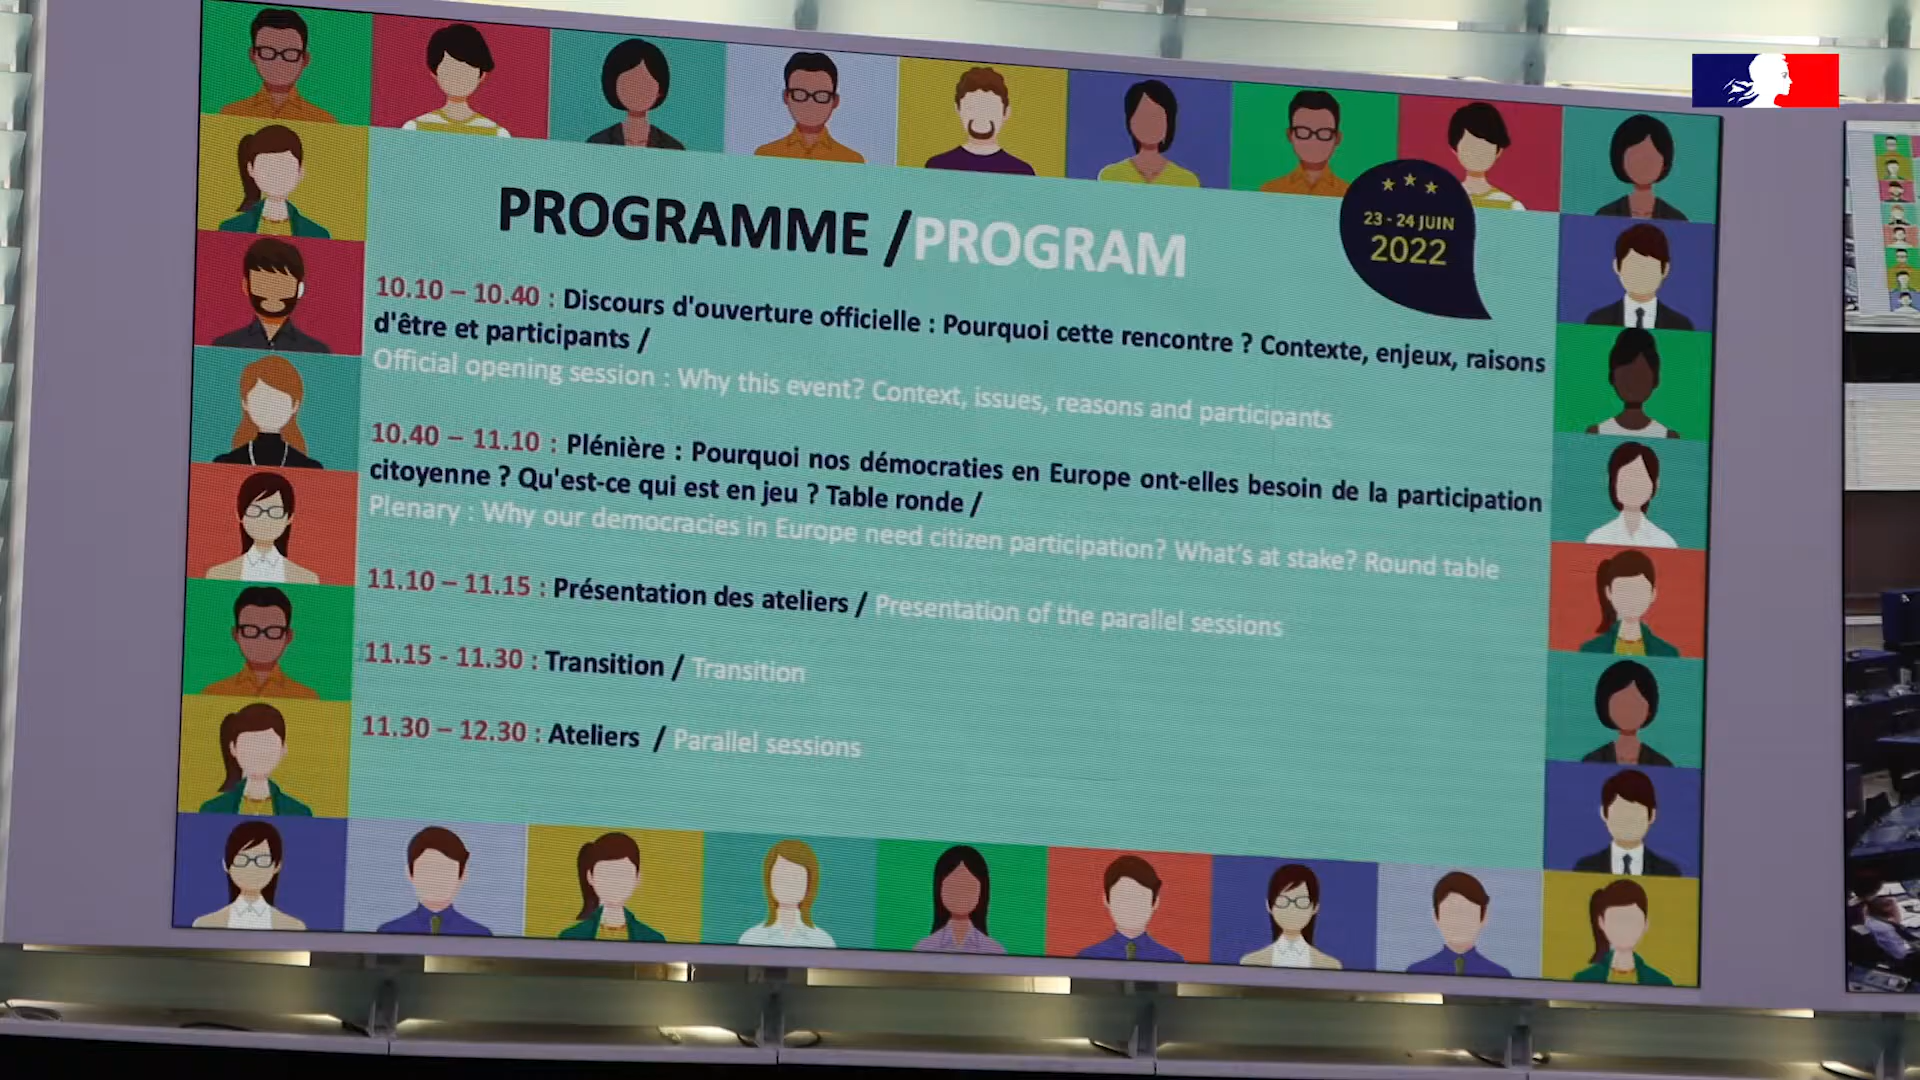 PROGRAMME / PROGRAM
23 - 24 JUIN
2022
10.10 – 10.40 : Discours d'ouverture officielle : Pourquoi cette rencontre ? Contexte, enjeux, raisons
d'être et participants /
Official opening session : Why this event? Context, issues, reasons and participants
10.40 – 11.10 : Plénière : Pourquoi nos démocraties en Europe ont-elles besoin de la participation
citoyenne ? Qu'est-ce qui est en jeu ? Table ronde /
Plenary : Why our democracies in Europe need citizen participation? What's at stake? Round table
11.10 – 11.15 : Présentation des ateliers / Presentation of the parallel sessions
11.15 - 11.30 : Transition / Transition
11.30 – 12.30 : Ateliers / Parallel sessions